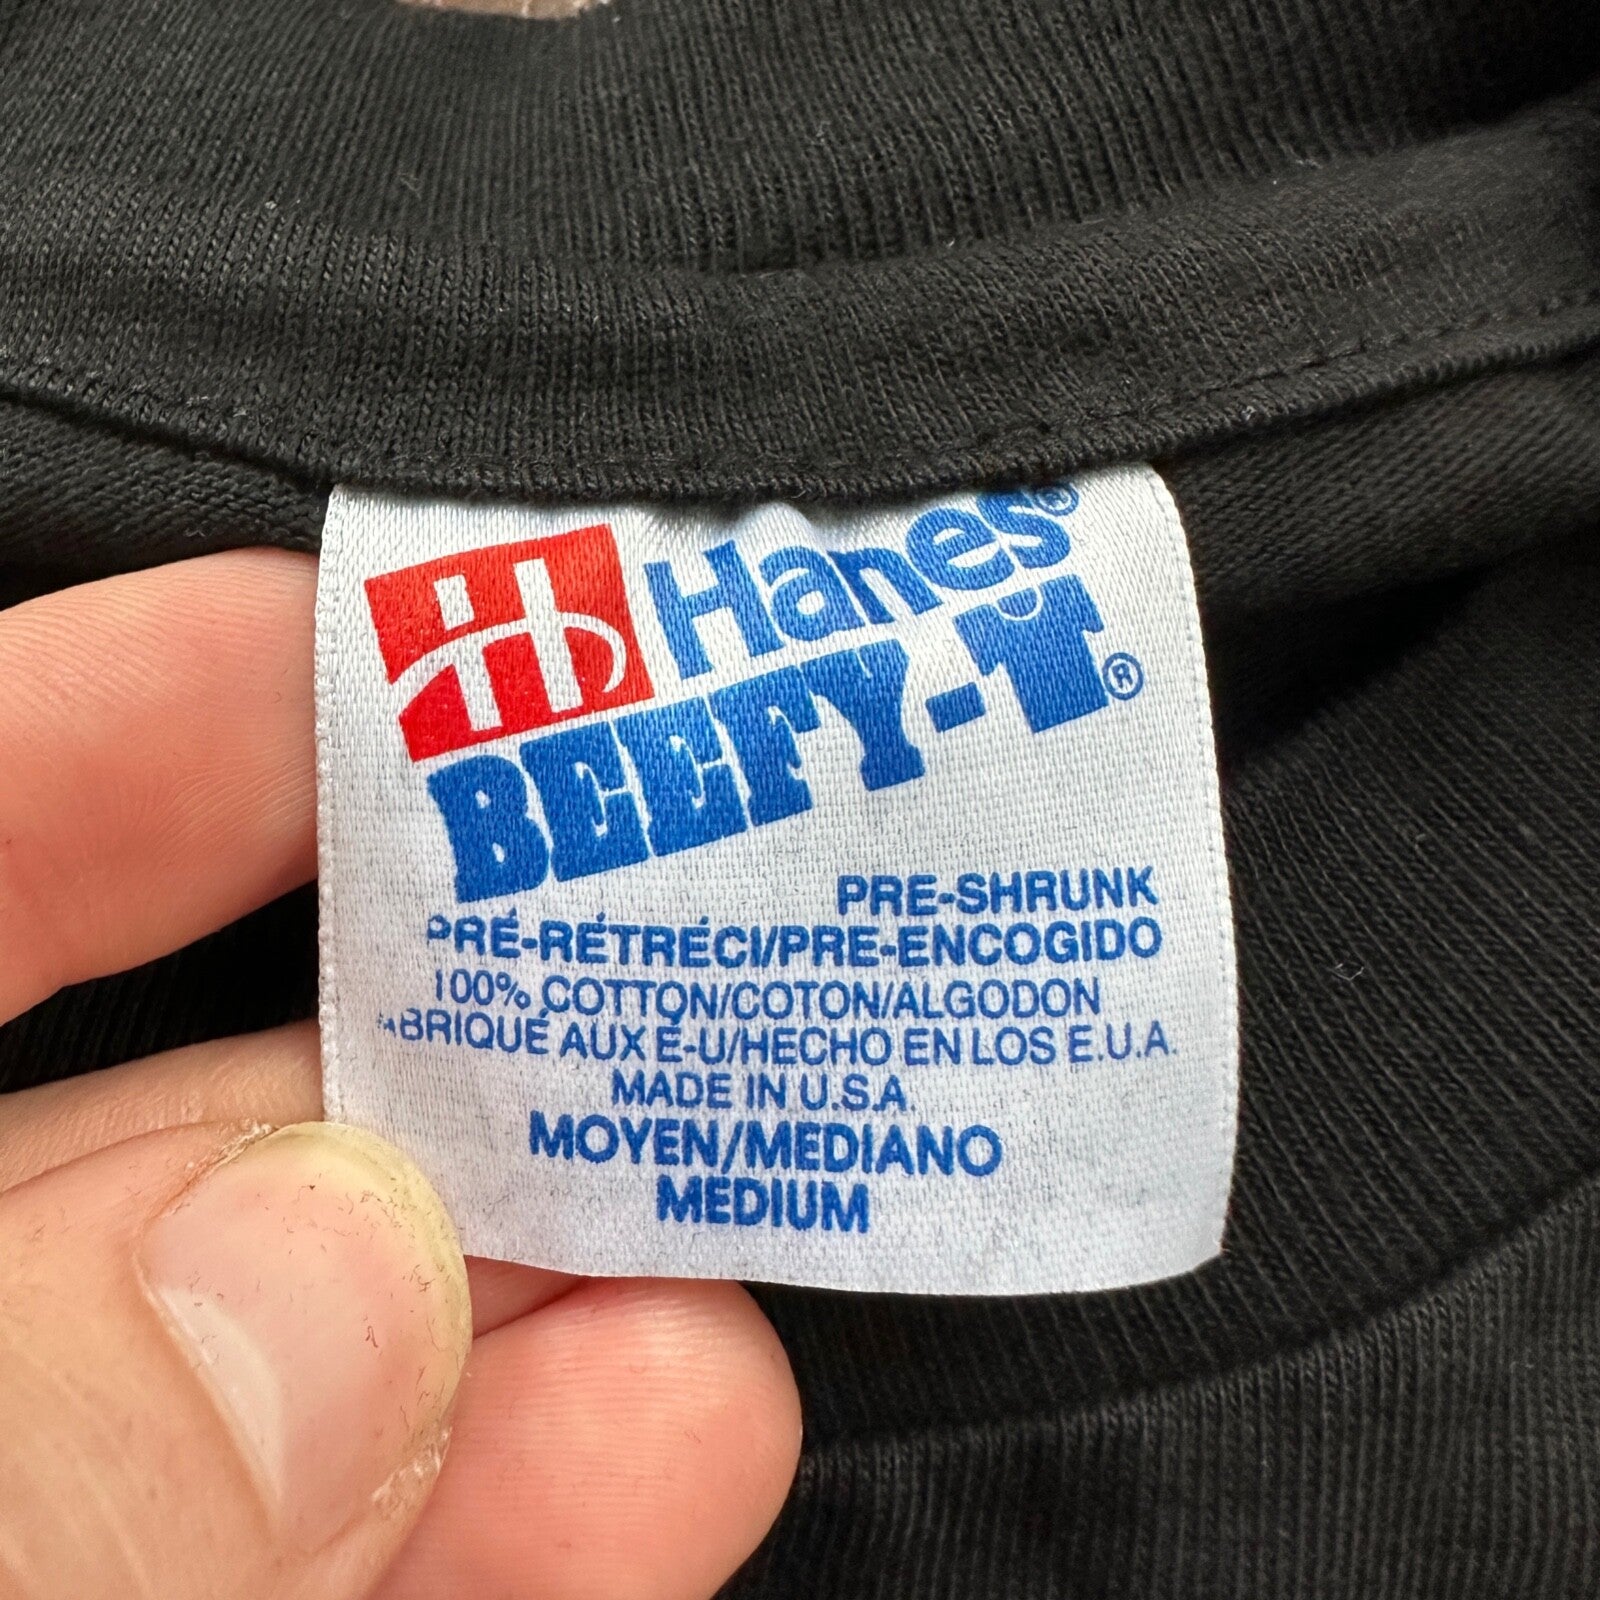 Hanes®
BEEFY-T®
PRE-SHRUNK
PRÉ-RÉTRÉCI/PRE-ENCOGIDO
100% COTTON/COTON/ALGODON
ABRIQUÉ AUX É-U/HECHO EN LOS E.U.A.
MADE IN U.S.A.
MOYEN/MEDIANO
MEDIUM